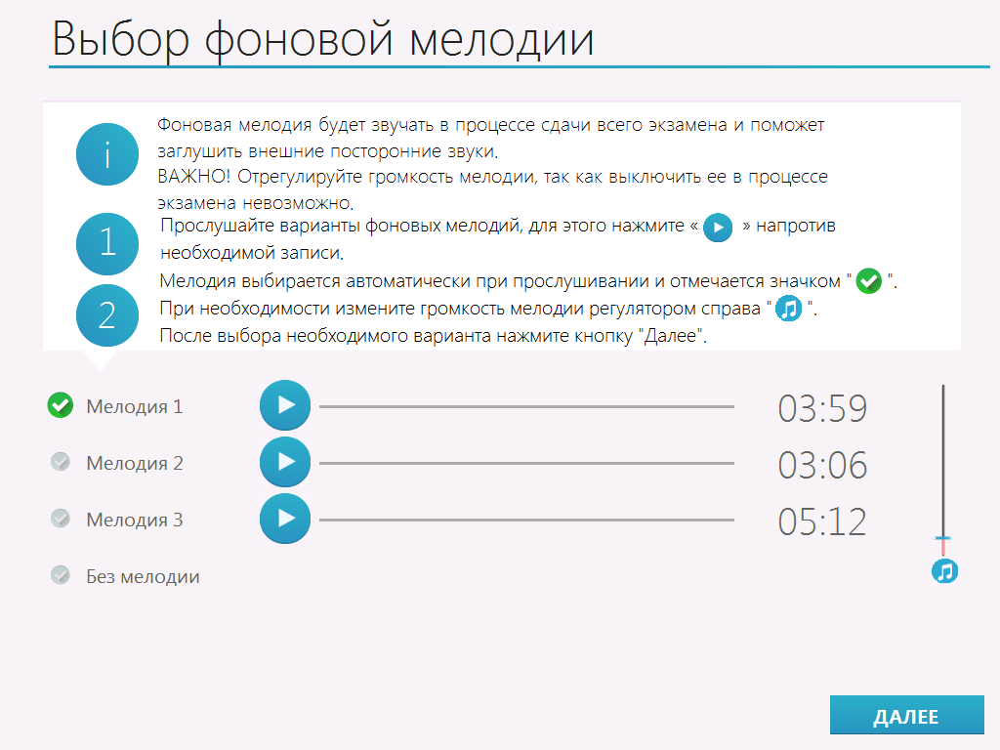 Выбор фоновой мелодии
i
Фоновая мелодия будет звучать в процессе сдачи всего экзамена и поможет
заглушить внешние посторонние звуки.
ВАЖНО! Отрегулируйте громкость мелодии, так как выключить ее в процессе
экзамена невозможно.
1
Прослушайте варианты фоновых мелодий, для этого нажмите « » напротив
необходимой записи.
2
Мелодия выбирается автоматически при прослушивании и отмечается значком " ".
При необходимости измените громкость мелодии регулятором справа " ".
После выбора необходимого варианта нажмите кнопку "Далее".
Мелодия 1 03:59
Мелодия 2 03:06
Мелодия 3 05:12
Без мелодии
ДАЛЕЕ